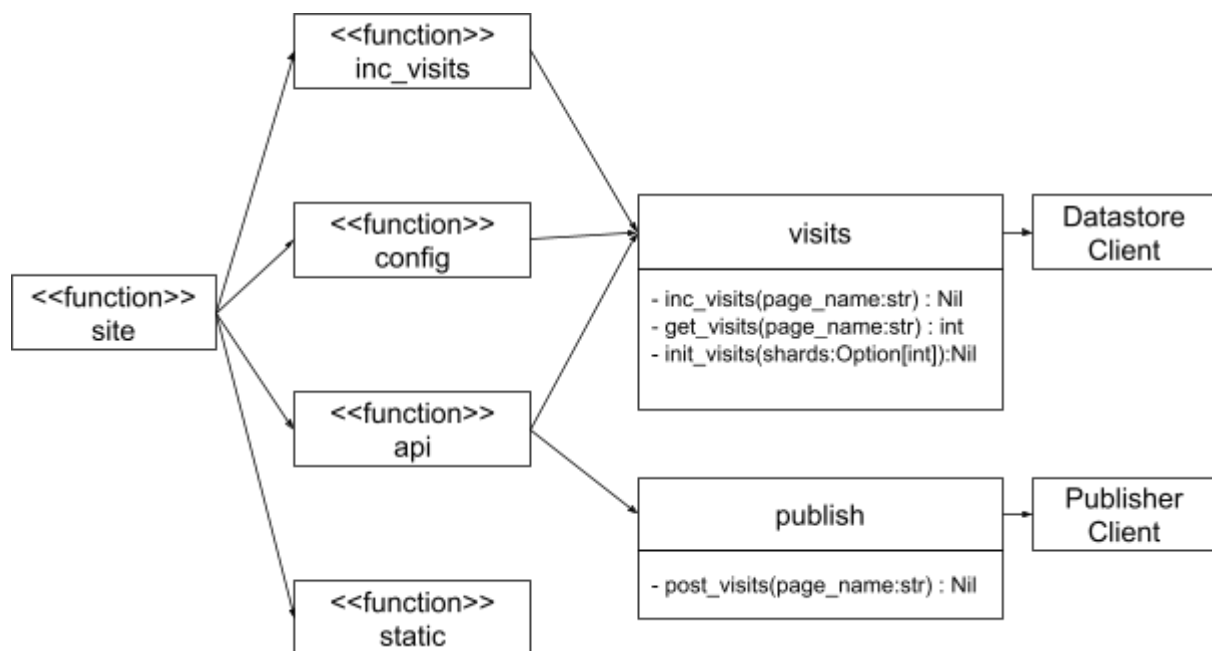 <<function>>
inc_visits
<<function>>
config
<<function>>
site
<<function>>
api
<<function>>
static
visits
- inc_visits(page_name:str) : Nil
- get_visits(page_name:str) : int
- init_visits(shards:Option[int]):Nil
Datastore
Client
publish
- post_visits(page_name:str) : Nil
Publisher
Client